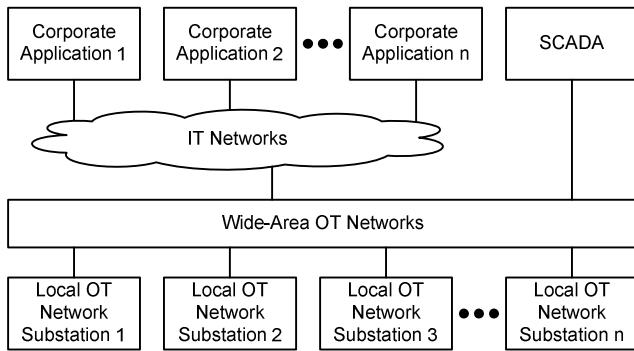 Corporate
Application 1
Corporate
Application 2
Corporate
Application n
SCADA
IT Networks
Wide-Area OT Networks
Local OT
Network
Substation 1
Local OT
Network
Substation 2
Local OT
Network
Substation 3
Local OT
Network
Substation n